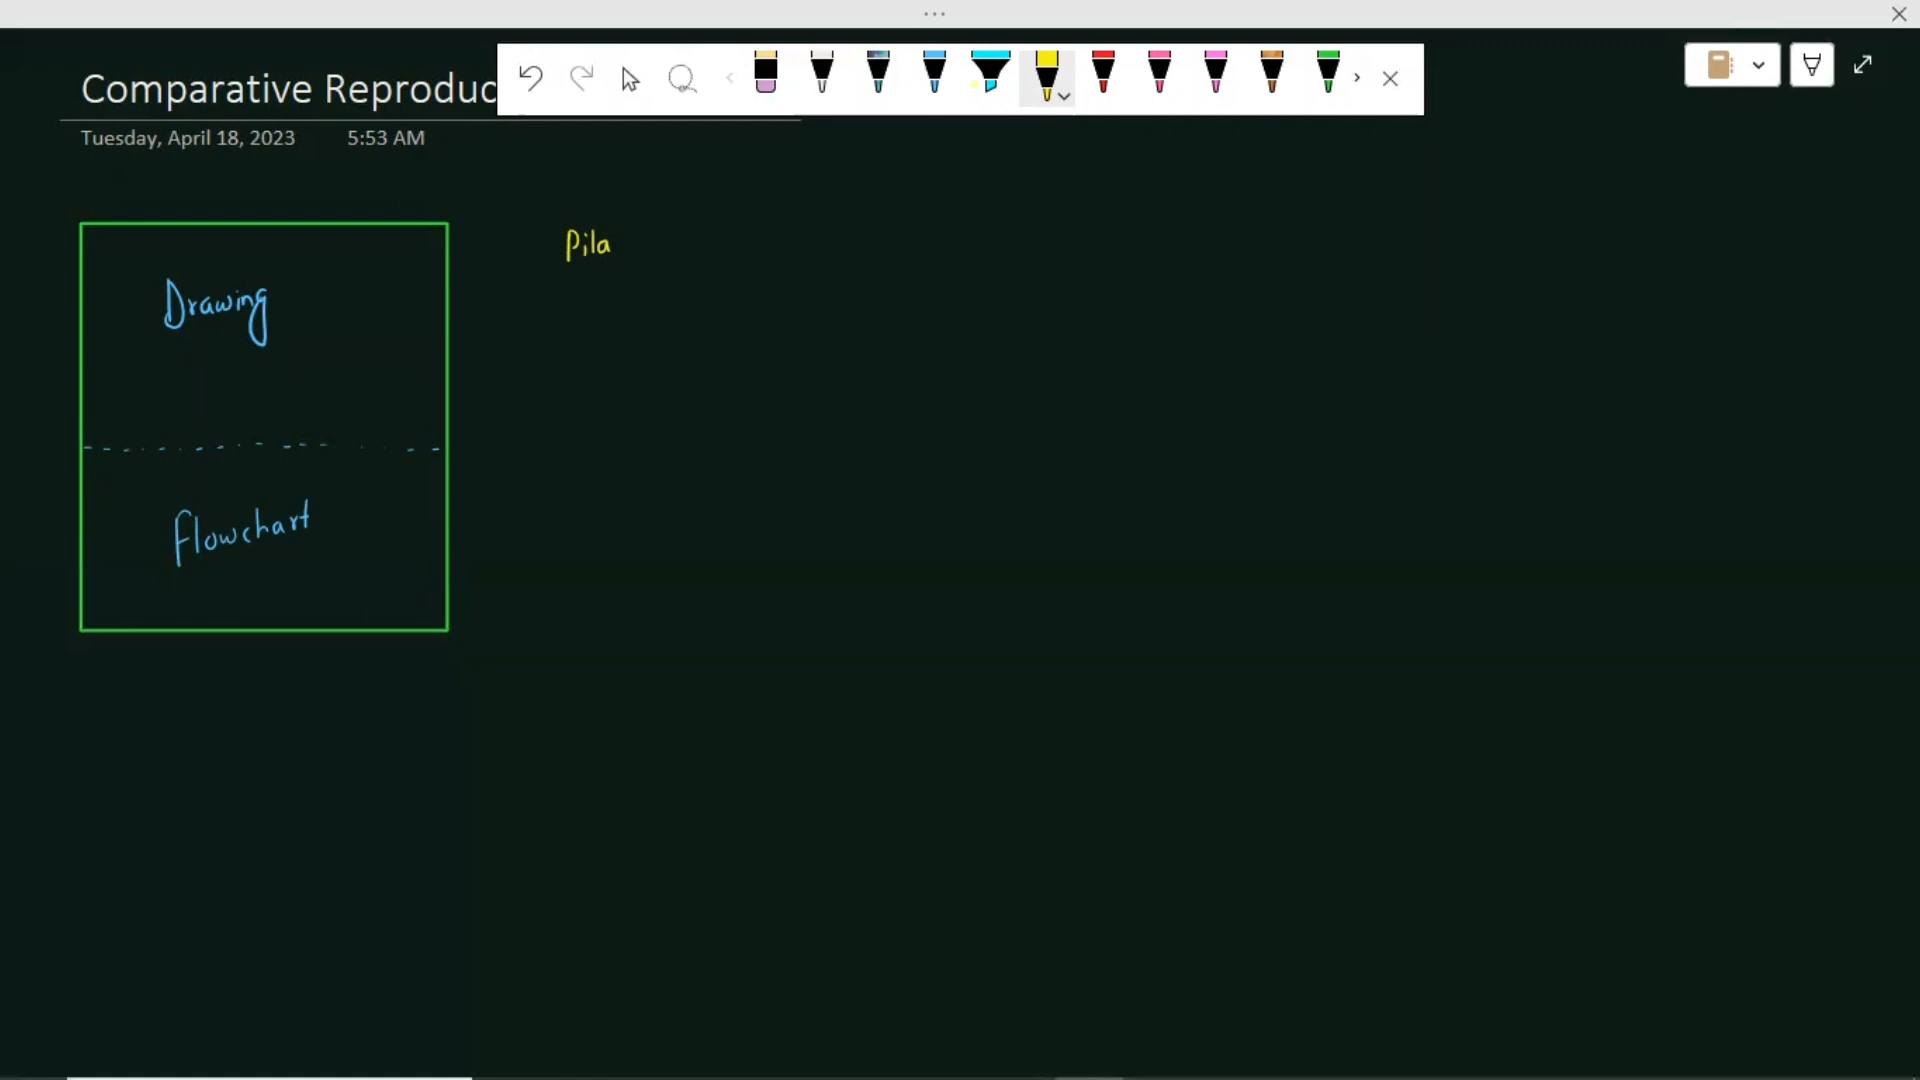 Comparative Reproduc
Tuesday, April 18, 2023 5:53 AM
Pila
Drawing
Flowchart